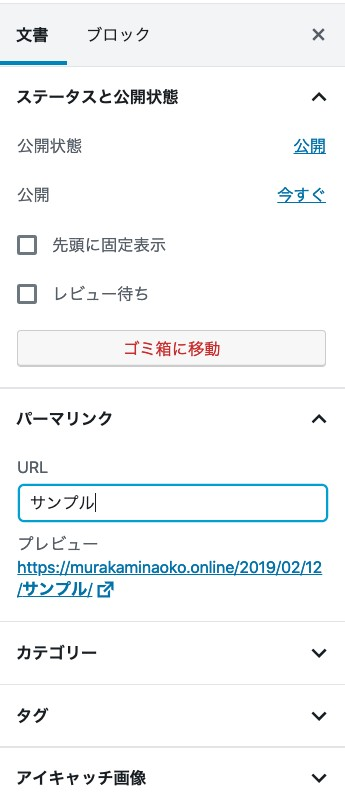 文書 ブロック ×
ステータスと公開状態
公開状態 公開
公開 今すぐ
先頭に固定表示
レビュー待ち
ゴミ箱に移動
パーマリンク
URL
サンプル
プレビュー
https://murakaminaoko.online/2019/02/12
/サンプル/
カテゴリー
タグ
アイキャッチ画像